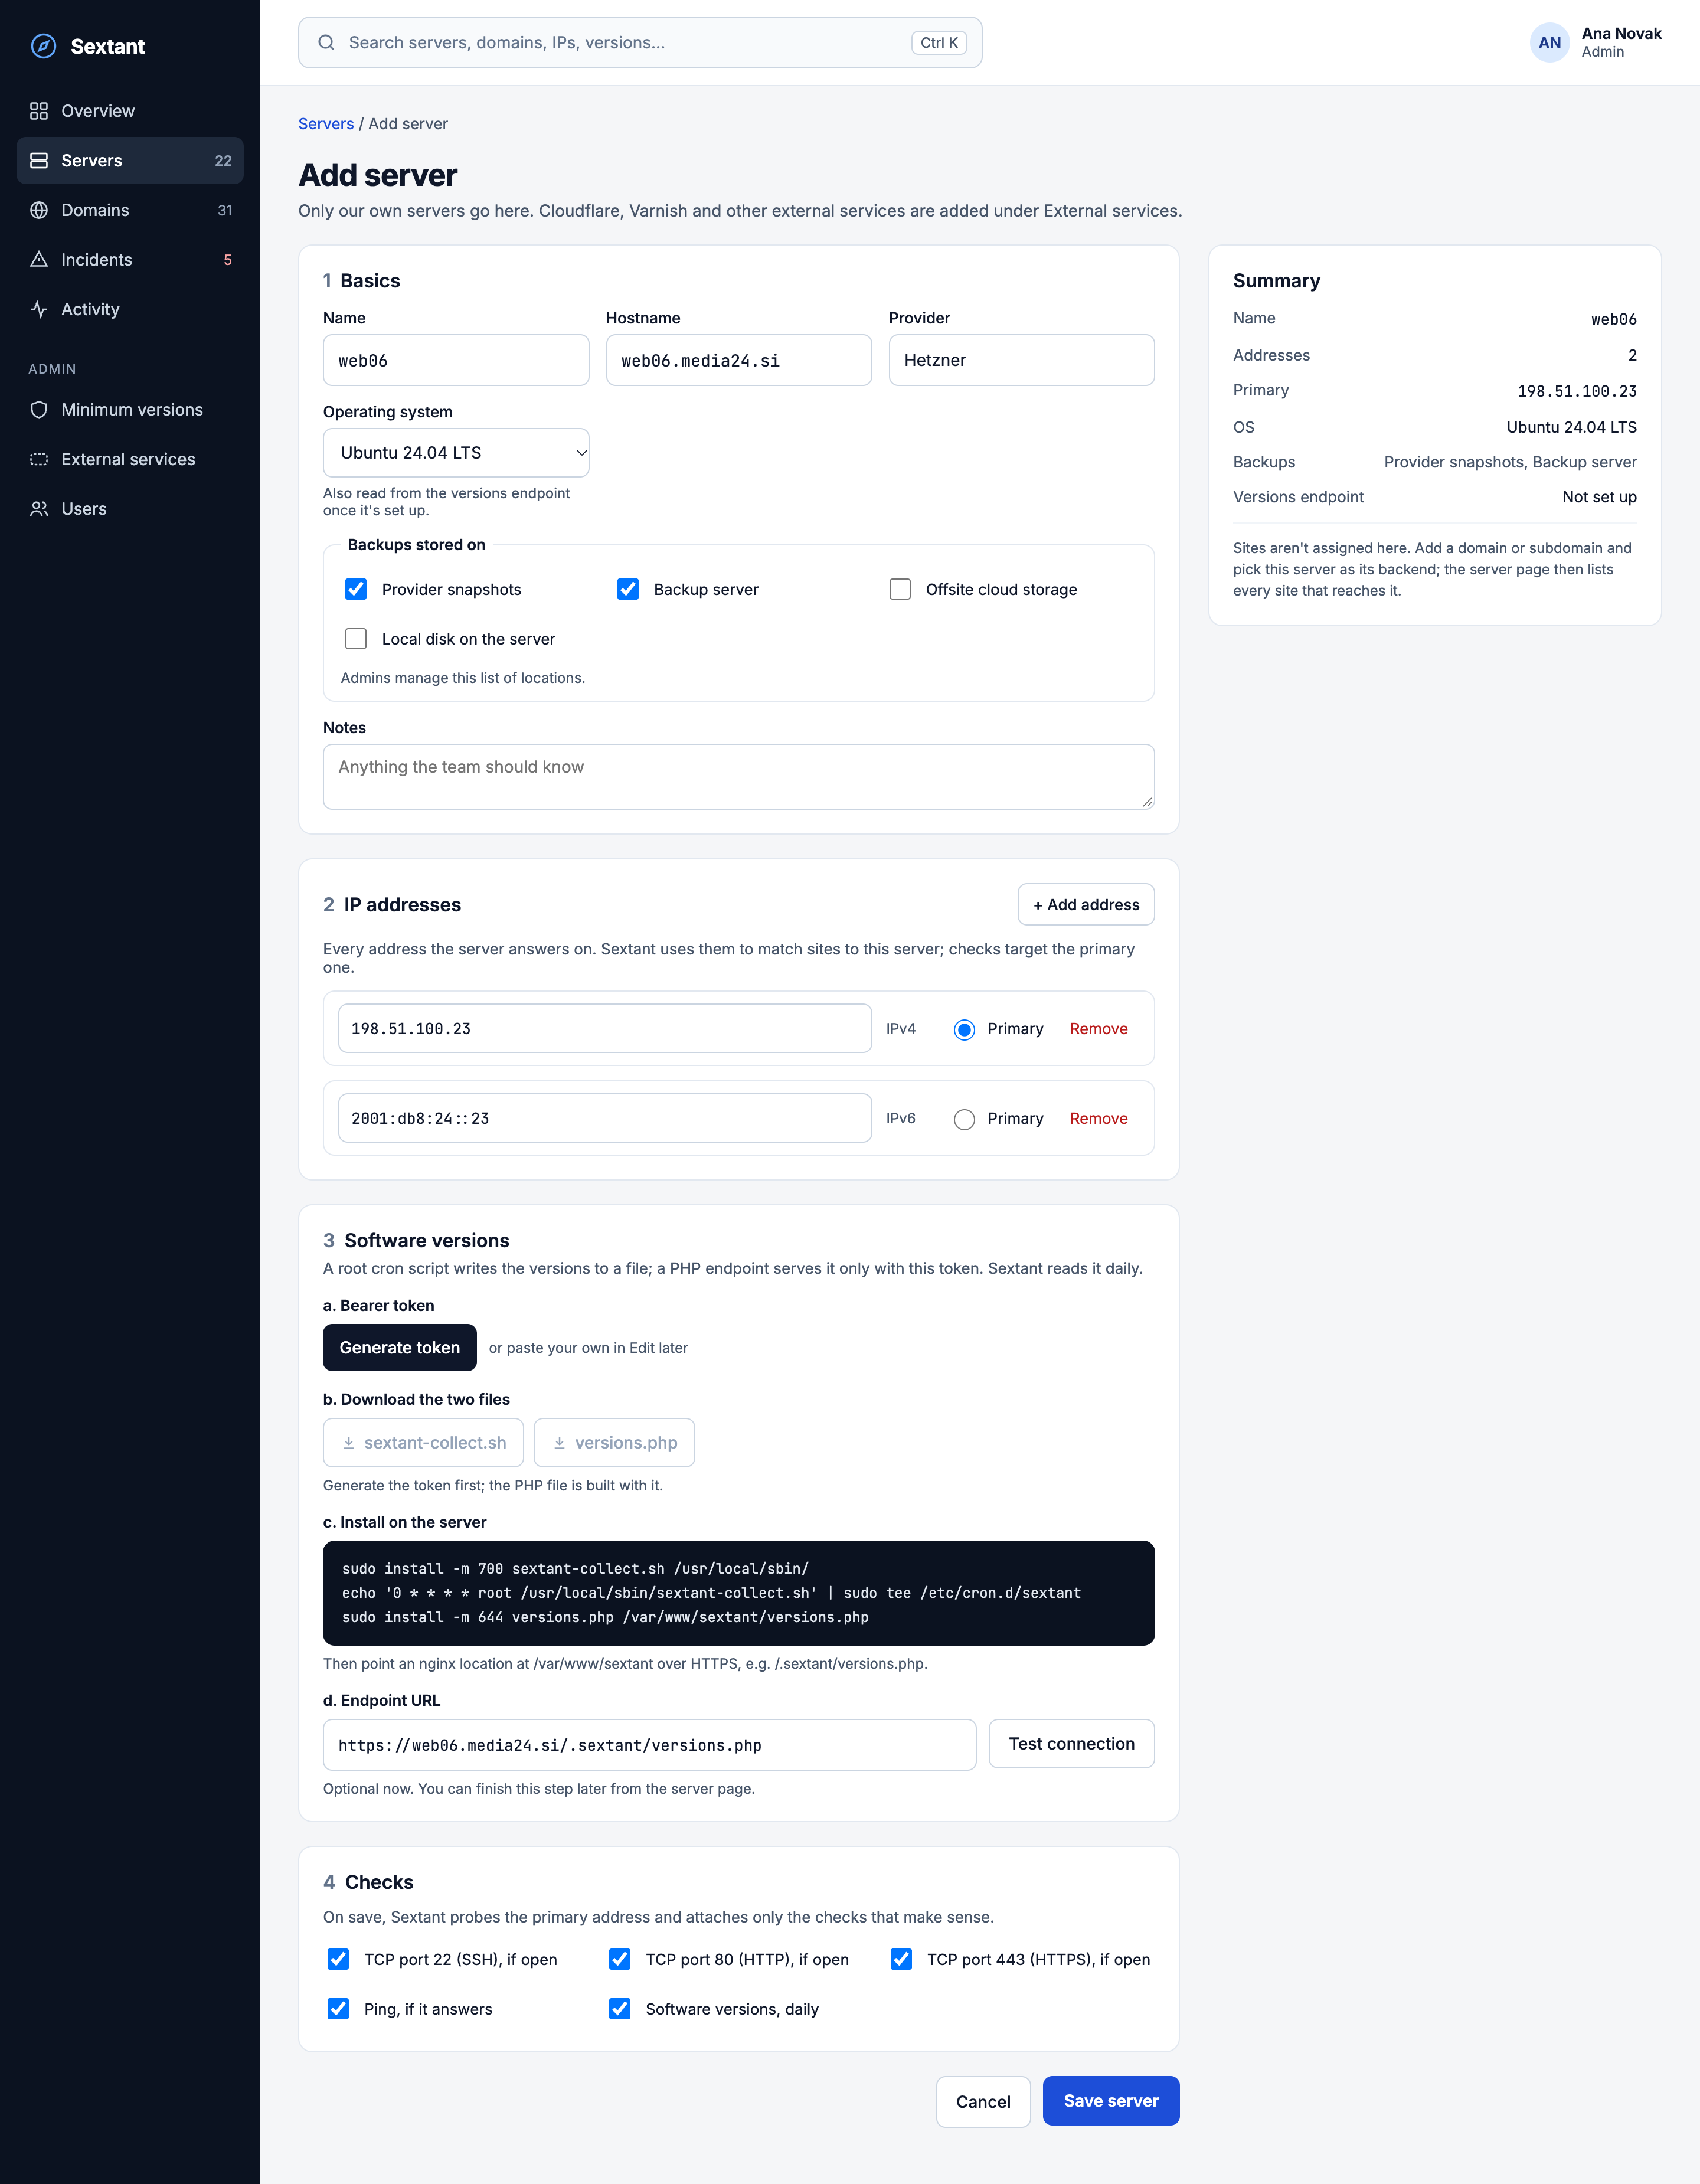 Sextant
Overview
Servers 22
Domains 31
Incidents 5
Activity
ADMIN
Minimum versions
External services
Users
Search servers, domains, IPs, versions... Ctrl K
AN
Ana Novak
Admin
Servers / Add server
Add server
Only our own servers go here. Cloudflare, Varnish and other external services are added under External services.
1 Basics
Name Hostname Provider
web06 web06.media24.si Hetzner
Operating system
Ubuntu 24.04 LTS
Also read from the versions endpoint
once it's set up.
Backups stored on
Provider snapshots Backup server Offsite cloud storage
Local disk on the server
Admins manage this list of locations.
Notes
Anything the team should know
2 IP addresses + Add address
Every address the server answers on. Sextant uses them to match sites to this server; checks target the primary
one.
198.51.100.23 IPv4 Primary Remove
2001:db8:24::23 IPv6 Primary Remove
3 Software versions
A root cron script writes the versions to a file; a PHP endpoint serves it only with this token. Sextant reads it daily.
a. Bearer token
Generate token or paste your own in Edit later
b. Download the two files
sextant-collect.sh versions.php
Generate the token first; the PHP file is built with it.
c. Install on the server
sudo install -m 700 sextant-collect.sh /usr/local/sbin/
echo '0 * * * * root /usr/local/sbin/sextant-collect.sh' | sudo tee /etc/cron.d/sextant
sudo install -m 644 versions.php /var/www/sextant/versions.php
Then point an nginx location at /var/www/sextant over HTTPS, e.g. /.sextant/versions.php.
d. Endpoint URL
https://web06.media24.si/.sextant/versions.php Test connection
Optional now. You can finish this step later from the server page.
4 Checks
On save, Sextant probes the primary address and attaches only the checks that make sense.
TCP port 22 (SSH), if open TCP port 80 (HTTP), if open TCP port 443 (HTTPS), if open
Ping, if it answers Software versions, daily
Cancel Save server
Summary
Name web06
Addresses 2
Primary 198.51.100.23
OS Ubuntu 24.04 LTS
Backups Provider snapshots, Backup server
Versions endpoint Not set up
Sites aren't assigned here. Add a domain or subdomain and
pick this server as its backend; the server page then lists
every site that reaches it.